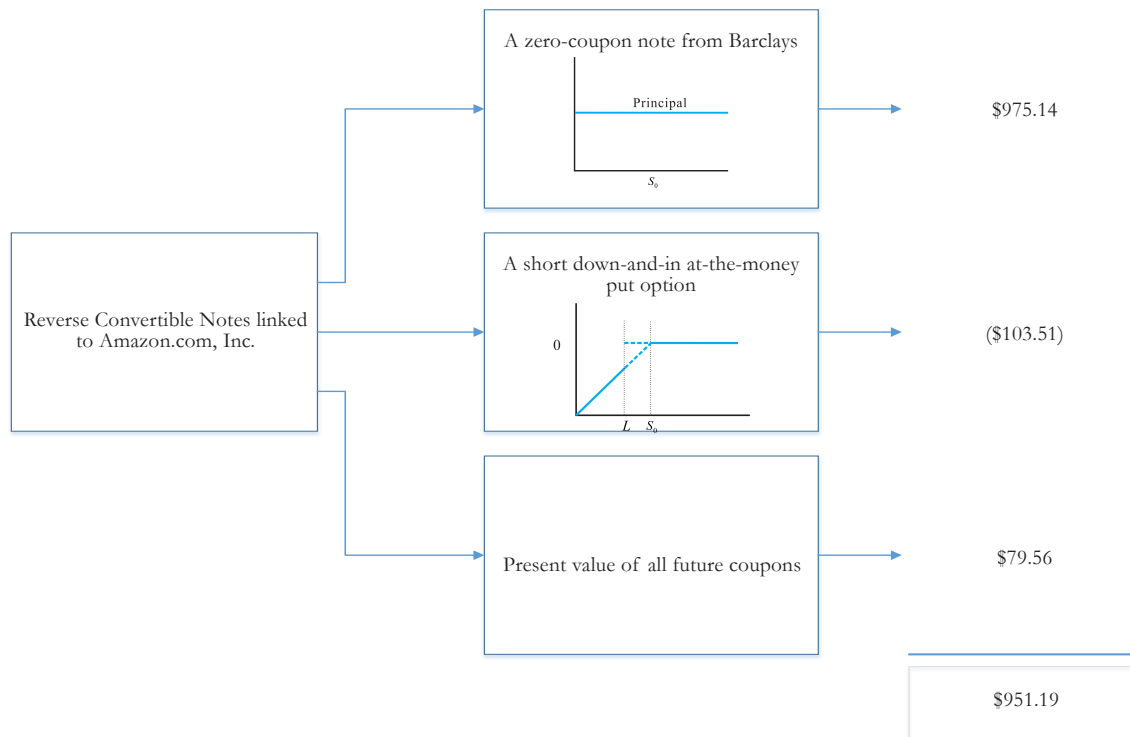 A zero-coupon note from Barclays
Principal
S₀
$975.14
Reverse Convertible Notes linked
to Amazon.com, Inc.
A short down-and-in at-the-money
put option
0
L S₀
($103.51)
Present value of all future coupons
$79.56
$951.19